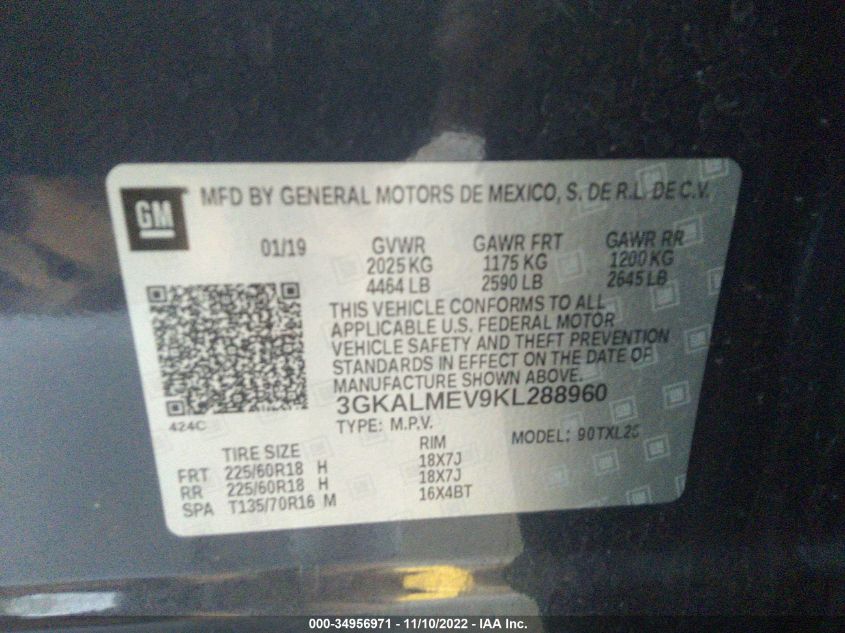 GM
MFD BY GENERAL MOTORS DE MEXICO, S. DE R.L. DE C.V.
01/19 GVWR GAWR FRT GAWR RR
2025 KG 1175 KG 1200 KG
4464 LB 2590 LB 2645 LB
THIS VEHICLE CONFORMS TO ALL
APPLICABLE U.S. FEDERAL MOTOR
VEHICLE SAFETY AND THEFT PREVENTION
STANDARDS IN EFFECT ON THE DATE OF
MANUFACTURE SHOWN ABOVE.
3GKALMEV9KL288960
424C
TYPE: M.P.V. MODEL:
TIRE SIZE RIM
FRT 225/60R18 H 18X7J
RR 225/60R18 H 18X7J
SPA T135/70R16 M 16X4BT
000-34956971 - 11/10/2022 - IAA Inc.